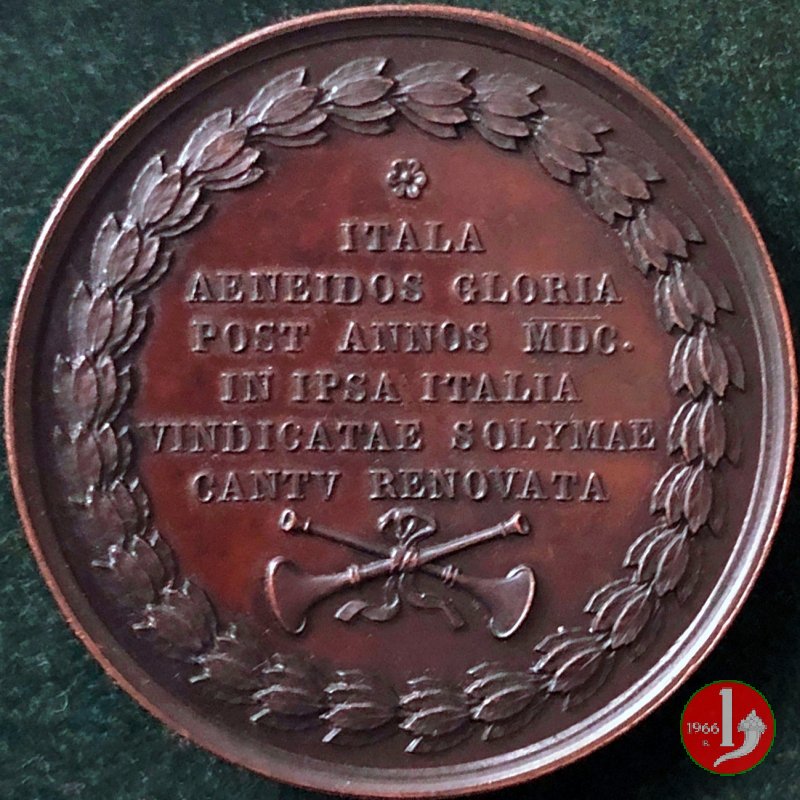 ITALA
AENEIDOS GLORIA
POST ANNOS MDC.
IN IPSA ITALIA
VINDICATAE SOLYMAE
CANTV RENOVATA
1966
R.